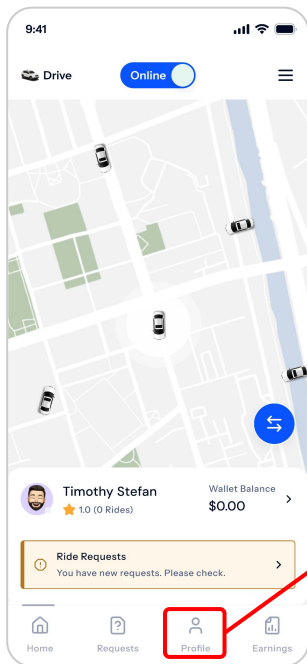 9:41
Drive
Online
Timothy Stefan
1.0 (0 Rides)
Wallet Balance
$0.00
Ride Requests
You have new requests. Please check.
Home
Requests
Profile
Earnings